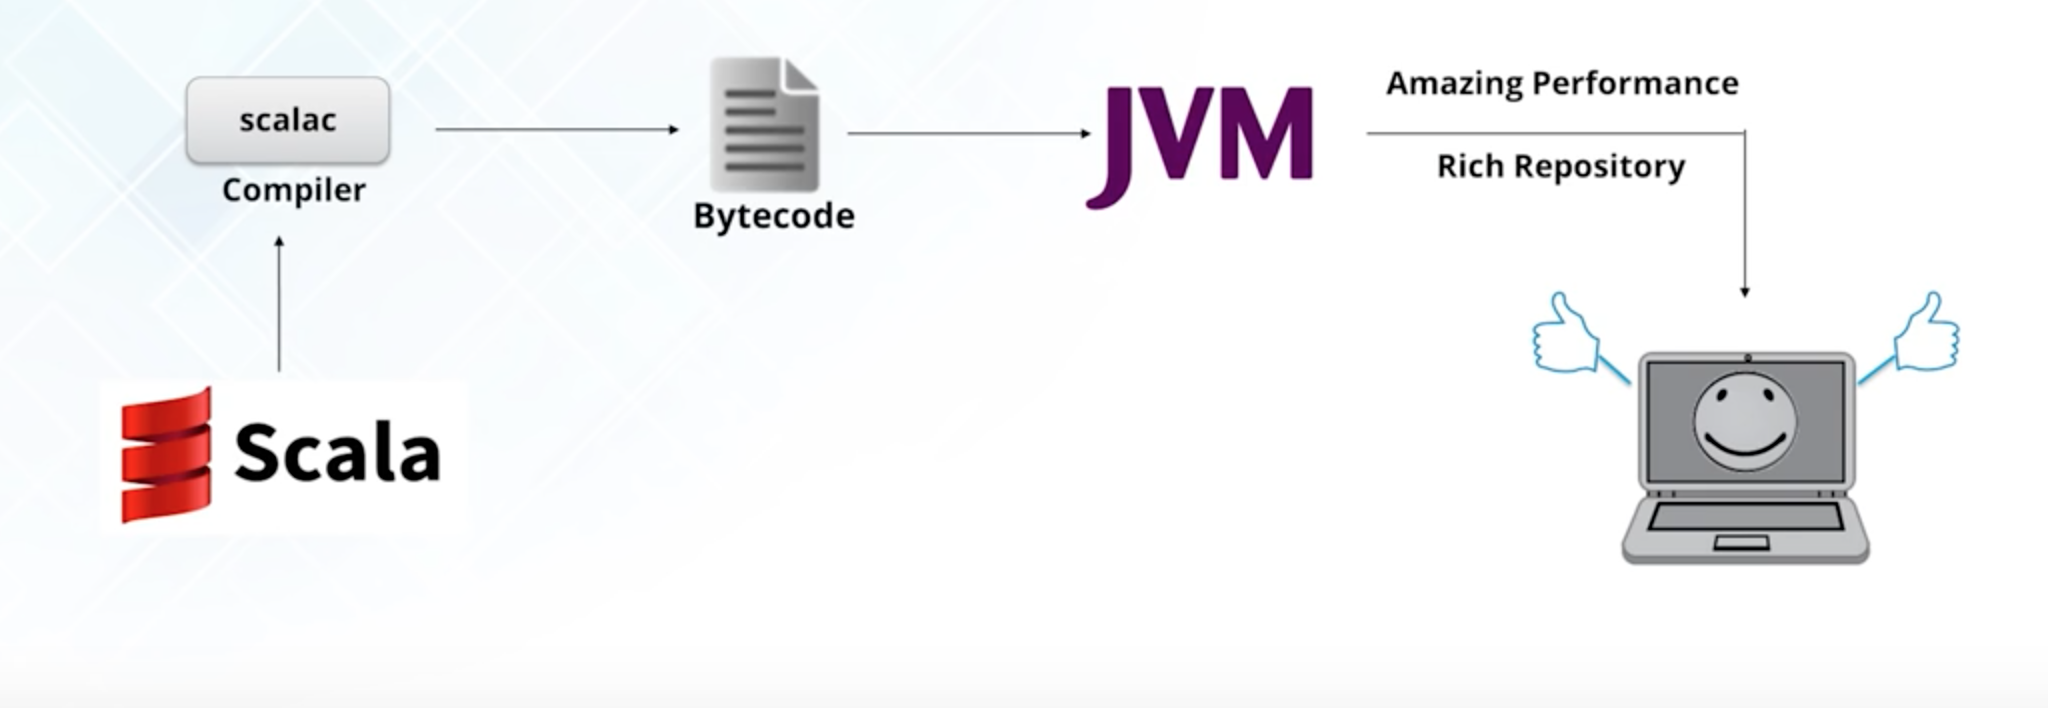 scalac
Compiler
Bytecode
JVM
Amazing Performance
Rich Repository
Scala